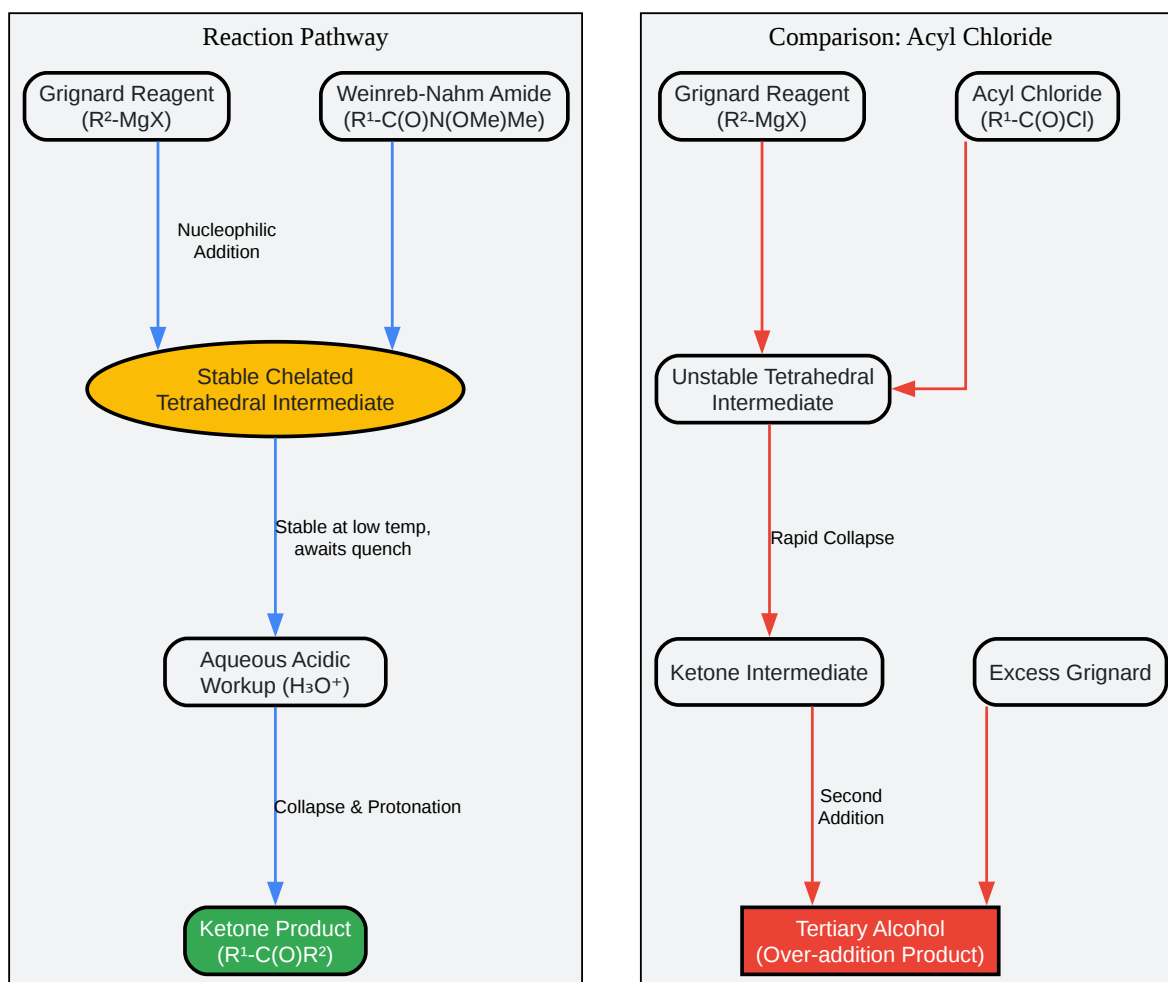 Reaction Pathway
Grignard Reagent
(R²-MgX)
Weinreb-Nahm Amide
(R¹-C(O)N(OMe)Me)
Nucleophilic
Addition
Stable Chelated
Tetrahedral Intermediate
Stable at low temp,
awaits quench
Aqueous Acidic
Workup (H₃O⁺)
Collapse & Protonation
Ketone Product
(R¹-C(O)R²)
Comparison: Acyl Chloride
Grignard Reagent
(R²-MgX)
Acyl Chloride
(R¹-C(O)Cl)
Unstable Tetrahedral
Intermediate
Rapid Collapse
Ketone Intermediate
Excess Grignard
Second
Addition
Tertiary Alcohol
(Over-addition Product)